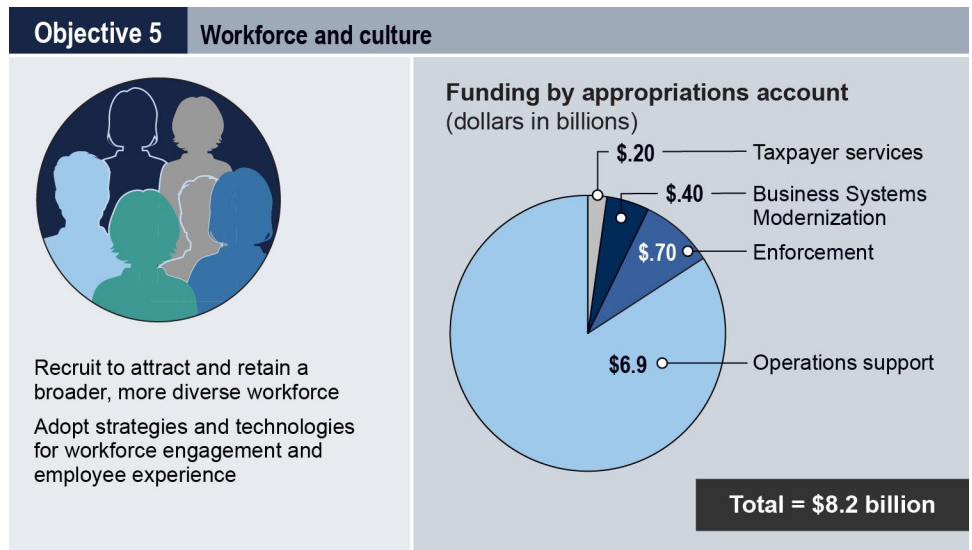 Objective 5
Workforce and culture
Recruit to attract and retain a
broader, more diverse workforce
Adopt strategies and technologies
for workforce engagement and
employee experience
Funding by appropriations account
(dollars in billions)
$.20 Taxpayer services
$.40 Business Systems
Modernization
$.70 Enforcement
$6.9 Operations support
Total = $8.2 billion